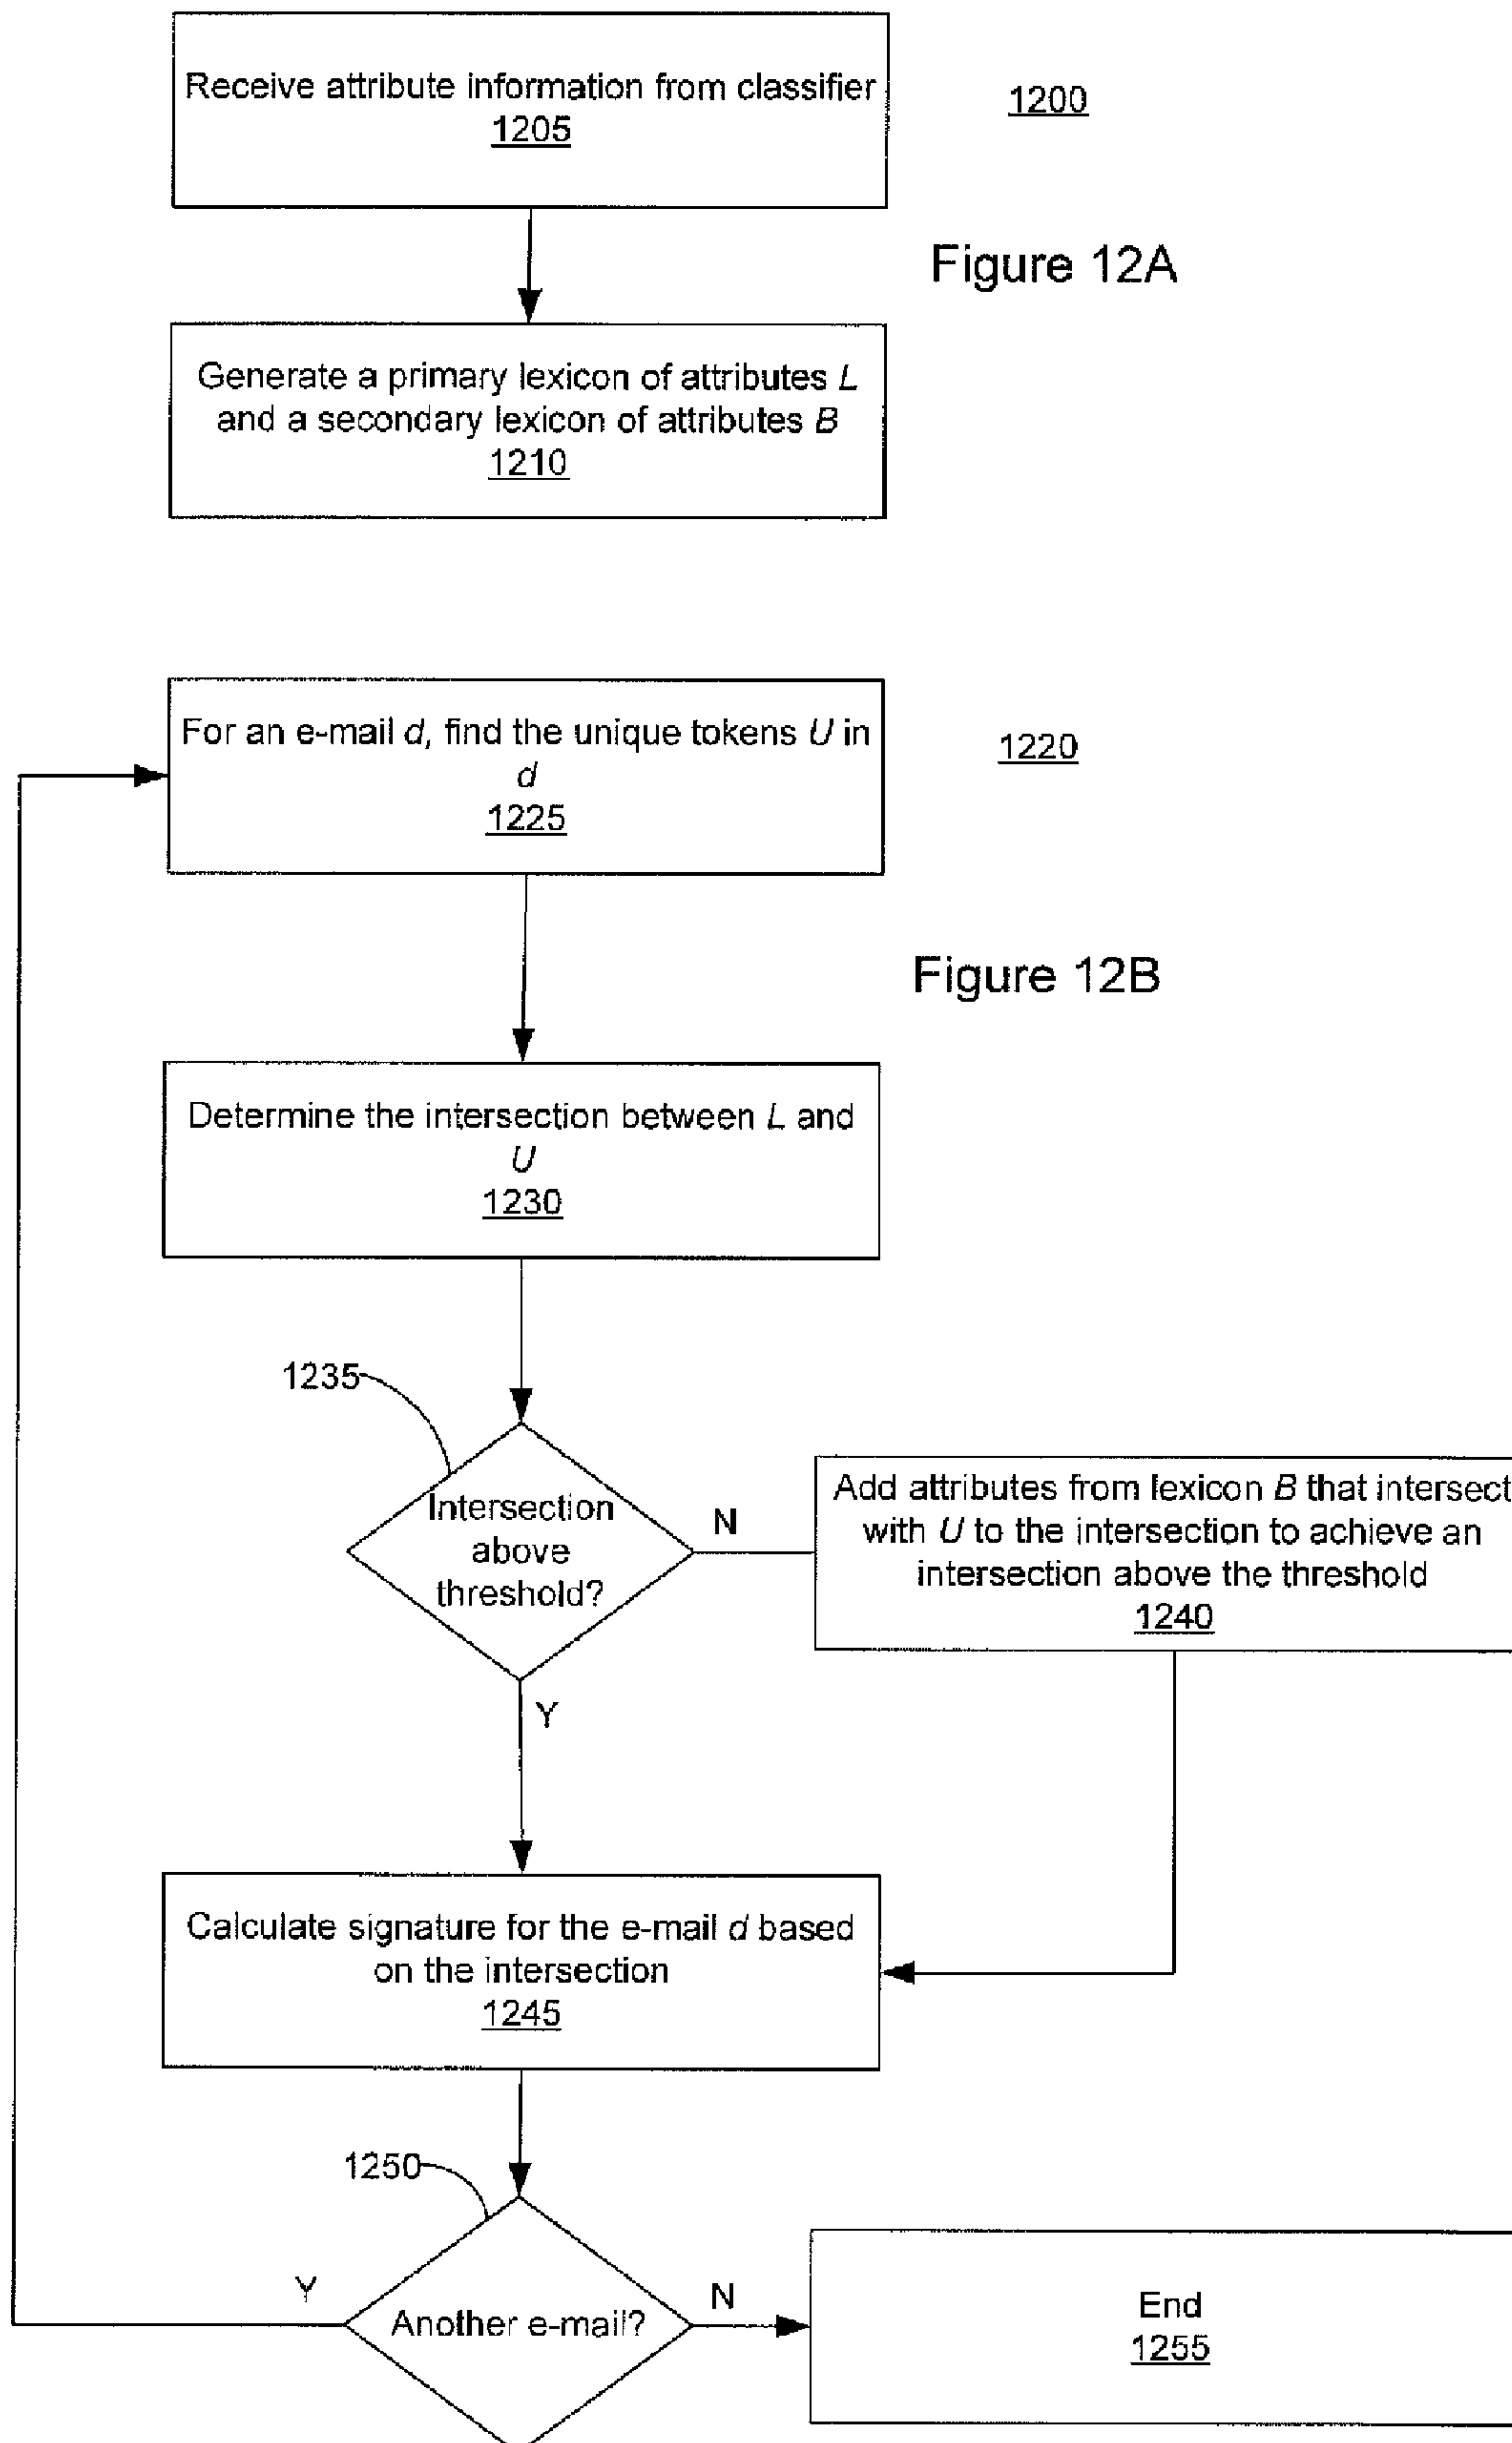 Receive attribute information from classifier
1205
1200
Figure 12A
Generate a primary lexicon of attributes L
and a secondary lexicon of attributes B
1210
For an e-mail d, find the unique tokens U in
d
1225
1220
Figure 12B
Determine the intersection between L and
U
1230
1235
Intersection
above
threshold?
N
Add attributes from lexicon B that intersect
with U to the intersection to achieve an
intersection above the threshold
1240
Y
Calculate signature for the e-mail d based
on the intersection
1245
1250
Y
Another e-mail?
N
End
1255